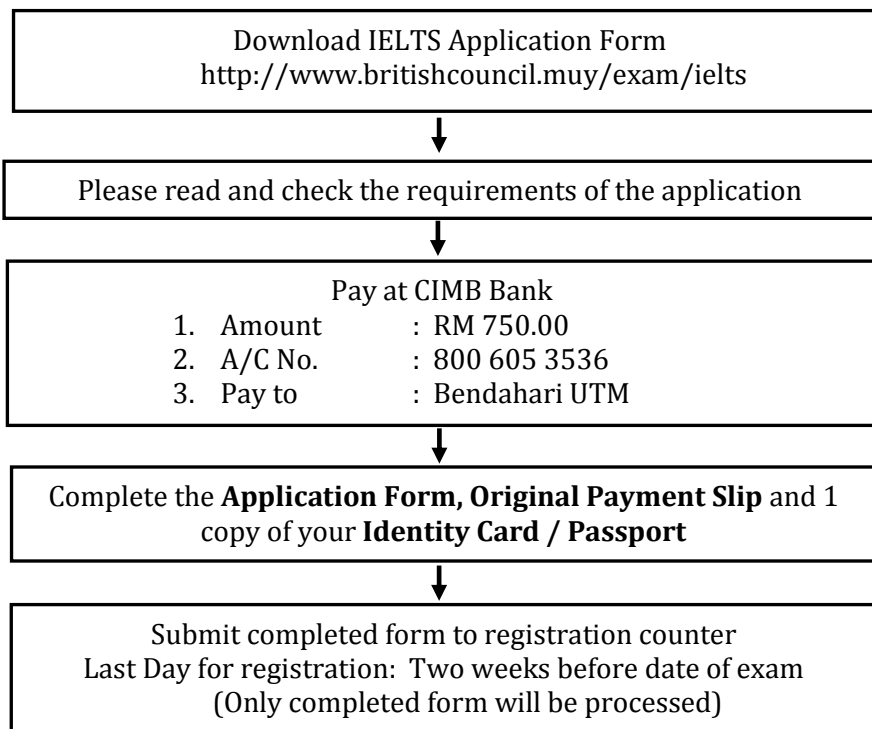 Download IELTS Application Form
http://www.britishcouncil.muy/exam/ielts
Please read and check the requirements of the application
Pay at CIMB Bank
1. Amount : RM 750.00
2. A/C No. : 800 605 3536
3. Pay to : Bendahari UTM
Complete the Application Form, Original Payment Slip and 1
copy of your Identity Card / Passport
Submit completed form to registration counter
Last Day for registration: Two weeks before date of exam
(Only completed form will be processed)